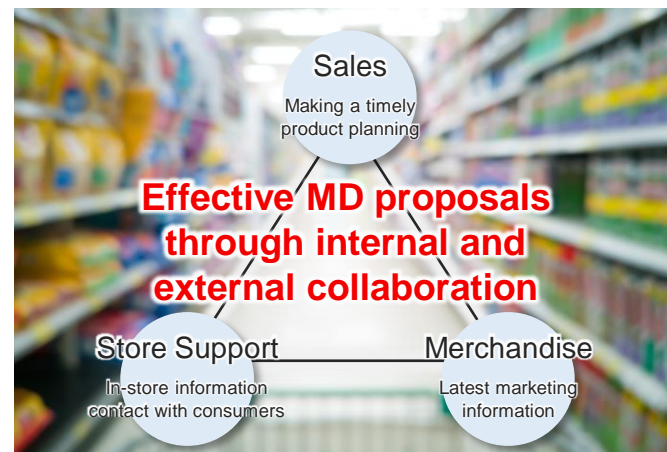 Sales
Making a timely
product planning
Effective MD proposals
through internal and
external collaboration
Store Support
In-store information
contact with consumers
Merchandise
Latest marketing
information